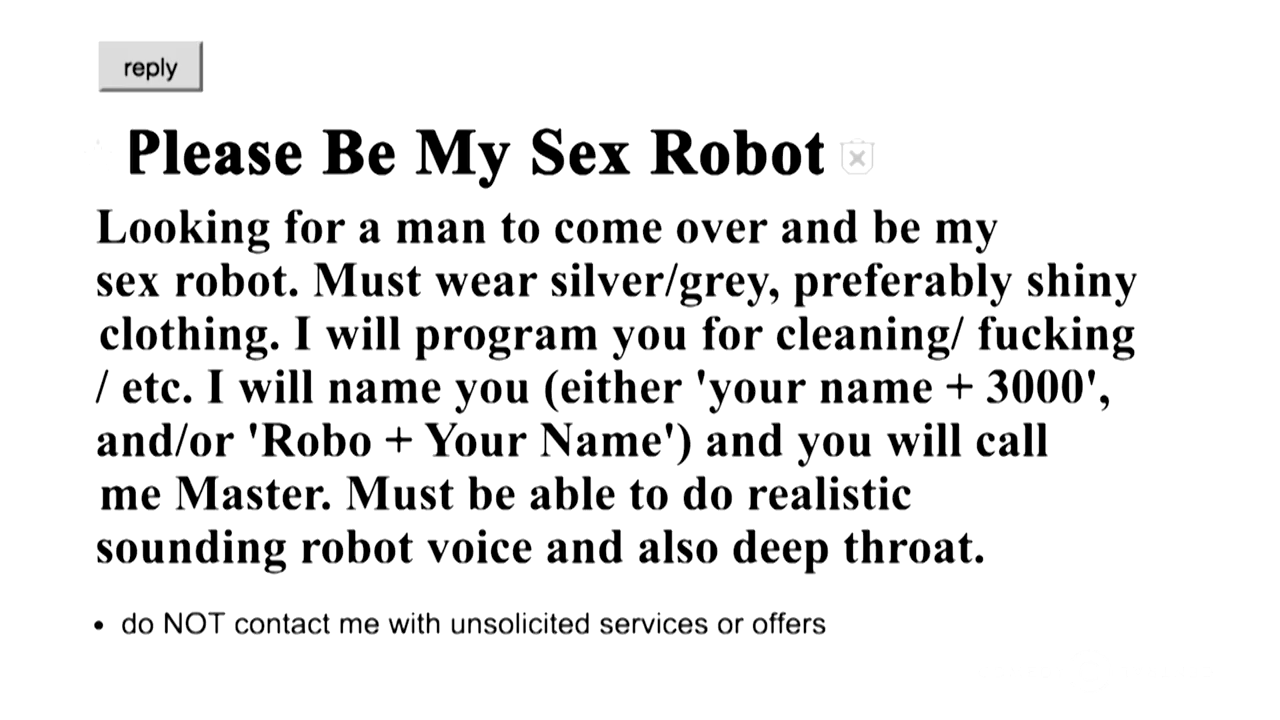 reply
Please Be My Sex Robot
Looking for a man to come over and be my
sex robot. Must wear silver/grey, preferably shiny
clothing. I will program you for cleaning/ fucking
/ etc. I will name you (either 'your name + 3000',
and/or 'Robo + Your Name') and you will call
me Master. Must be able to do realistic
sounding robot voice and also deep throat.
• do NOT contact me with unsolicited services or offers